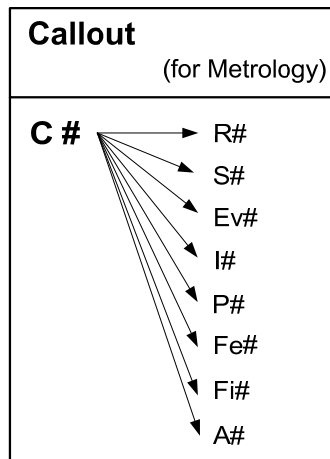 Callout
(for Metrology)
C # R#
S#
Ev#
I#
P#
Fe#
Fi#
A#